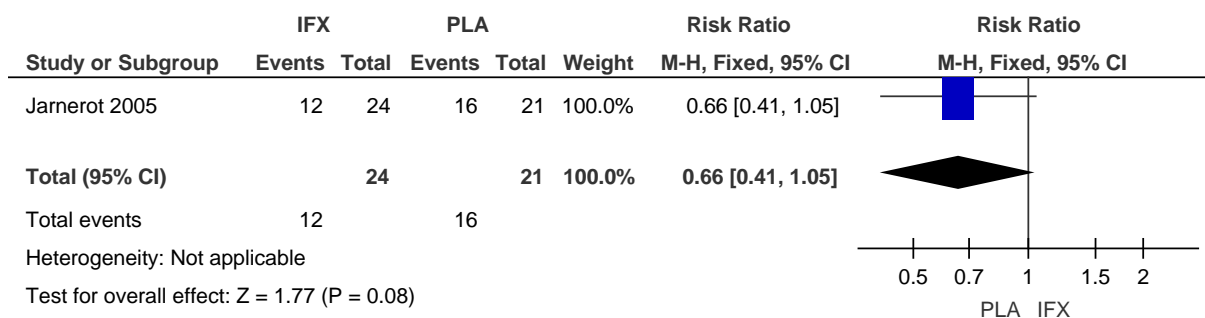 IFX PLA Risk Ratio Risk Ratio
Study or Subgroup Events Total Events Total Weight M-H, Fixed, 95% CI M-H, Fixed, 95% CI
Jarnerot 2005 12 24 16 21 100.0% 0.66 [0.41, 1.05]
Total (95% CI) 24 21 100.0% 0.66 [0.41, 1.05]
Total events 12 16
Heterogeneity: Not applicable
Test for overall effect: Z = 1.77 (P = 0.08)
0.5 0.7 1 1.5 2
PLA IFX